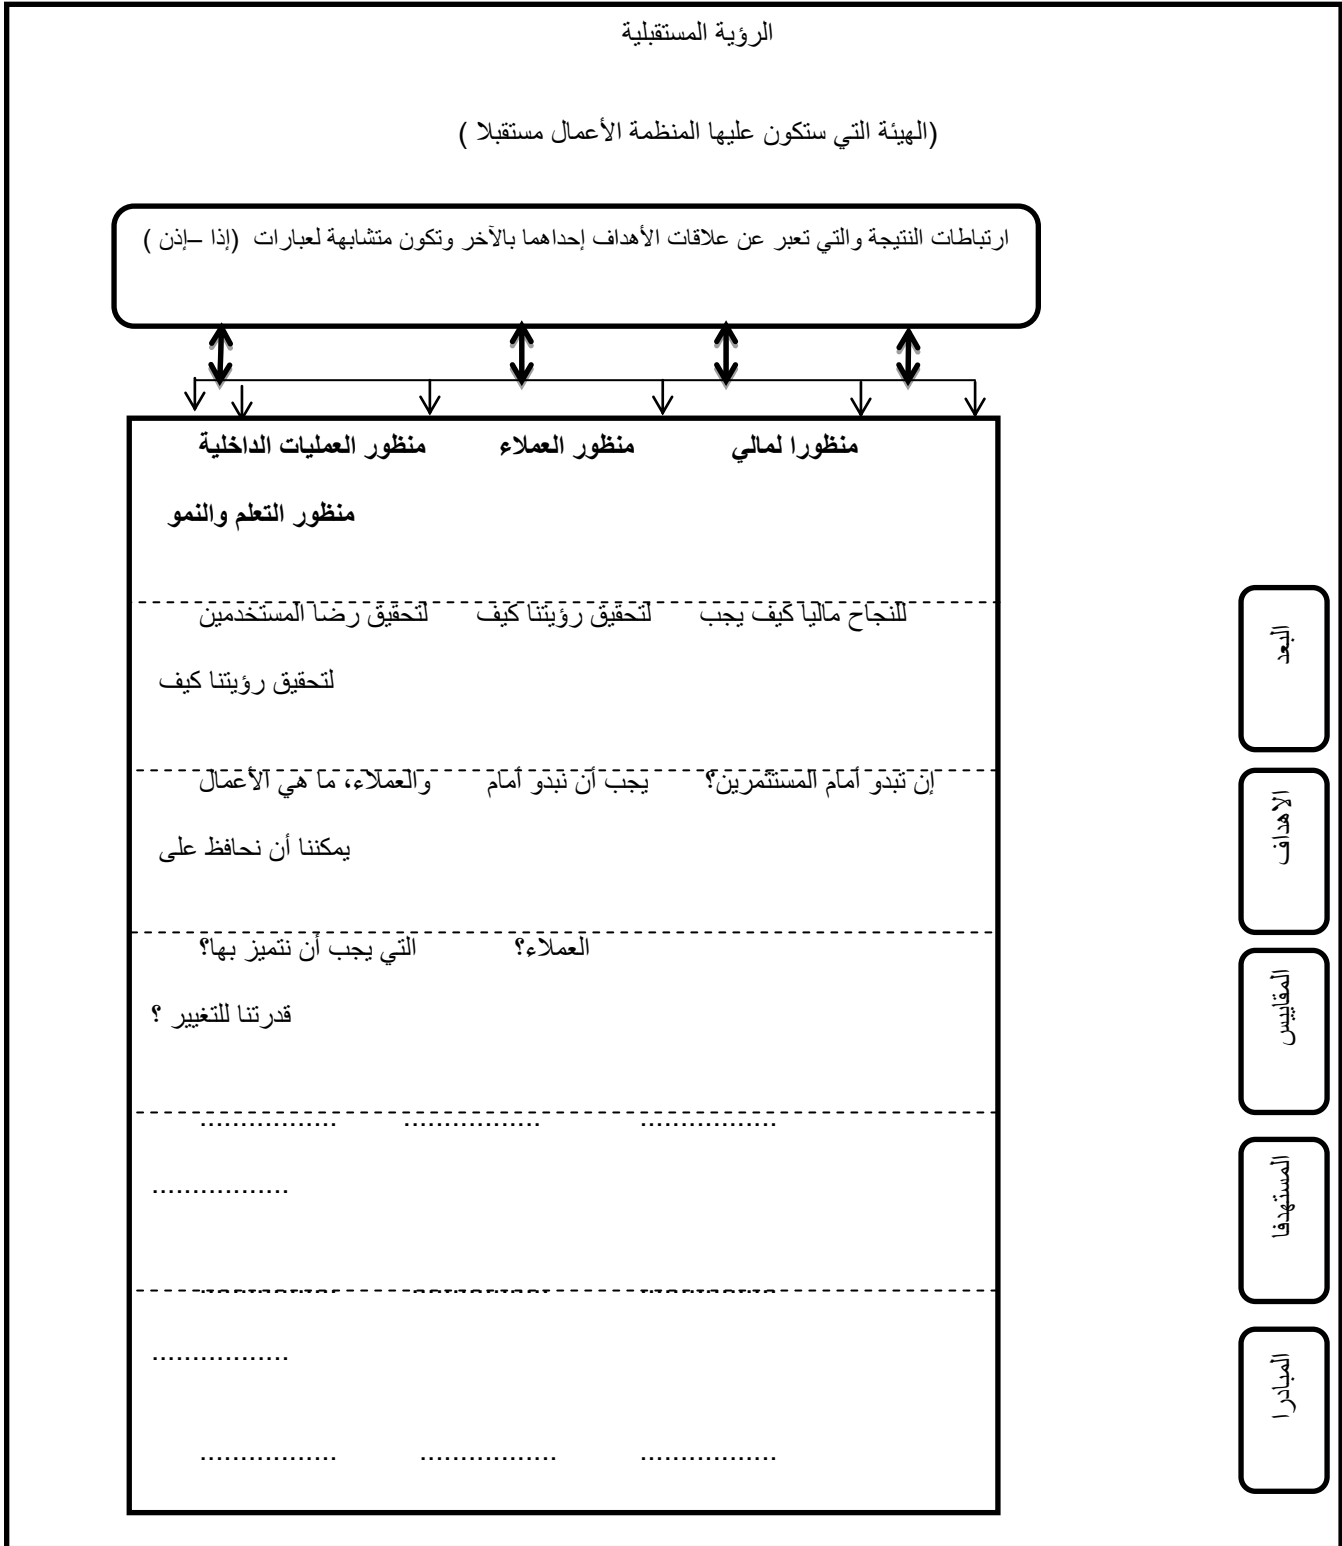 الرؤية المستقبلية
(الهيئة التي ستكون عليها المنظمة الأعمال مستقبلا )
ارتباطات النتيجة والتي تعبر عن علاقات الأهداف إحداهما بالآخر وتكون متشابهة لعبارات (إذا –إذن )
منظورا لمالي منظور العملاء منظور العمليات الداخلية
منظور التعلم والنمو
للنجاح ماليا كيف يجب لتحقيق رؤيتنا كيف لتحقيق رضا المستخدمين
لتحقيق رؤيتنا كيف
إن تبدو أمام المستثمرين؟ يجب أن نبدو أمام والعملاء، ما هي الأعمال
يمكننا أن نحافظ على
العملاء؟ التي يجب أن نتميز بها؟
قدرتنا للتغيير ؟
................. ................. .................
.................
................. ................. .................
.................
................. ................. .................
البعد
الاهداف
المقاييس
المستهدفا
المبادرا